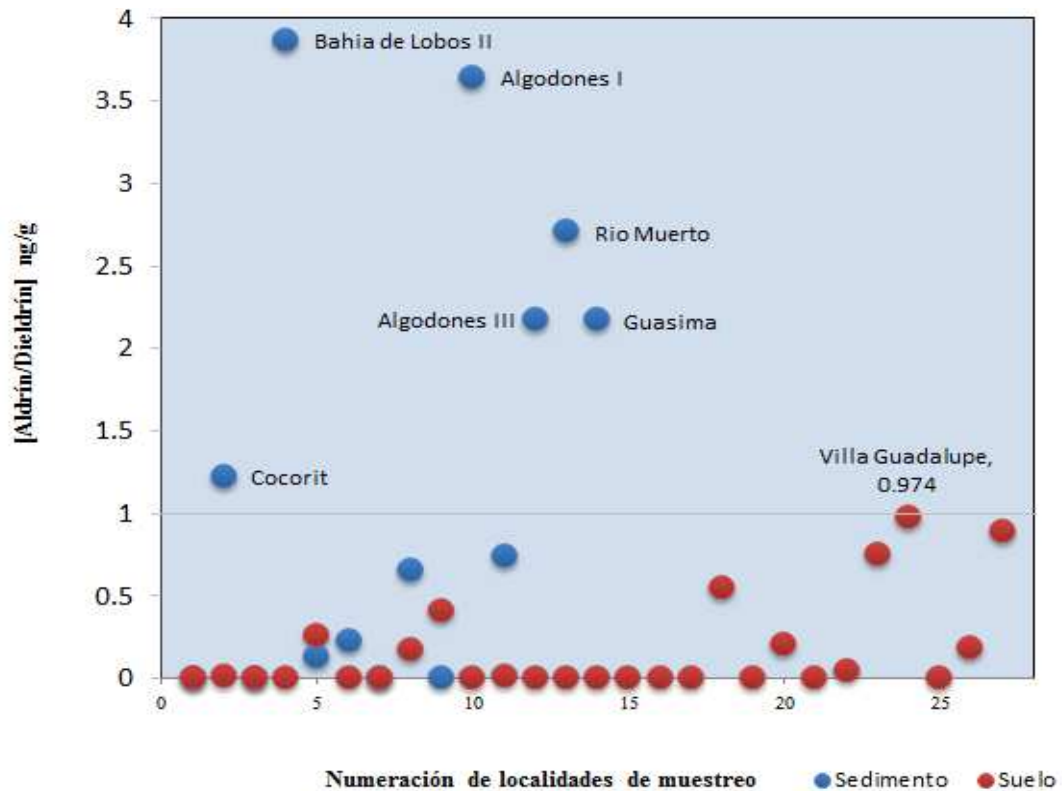 [Aldrín/Dieldrín] ng/g
4
3.5
3
2.5
2
1.5
1
0.5
0
Bahia de Lobos II
Algodones I
Rio Muerto
Algodones III
Guasima
Cocorit
Villa Guadalupe,
0.974
0 5 10 15 20 25
Numeración de localidades de muestreo
Sedimento Suelo